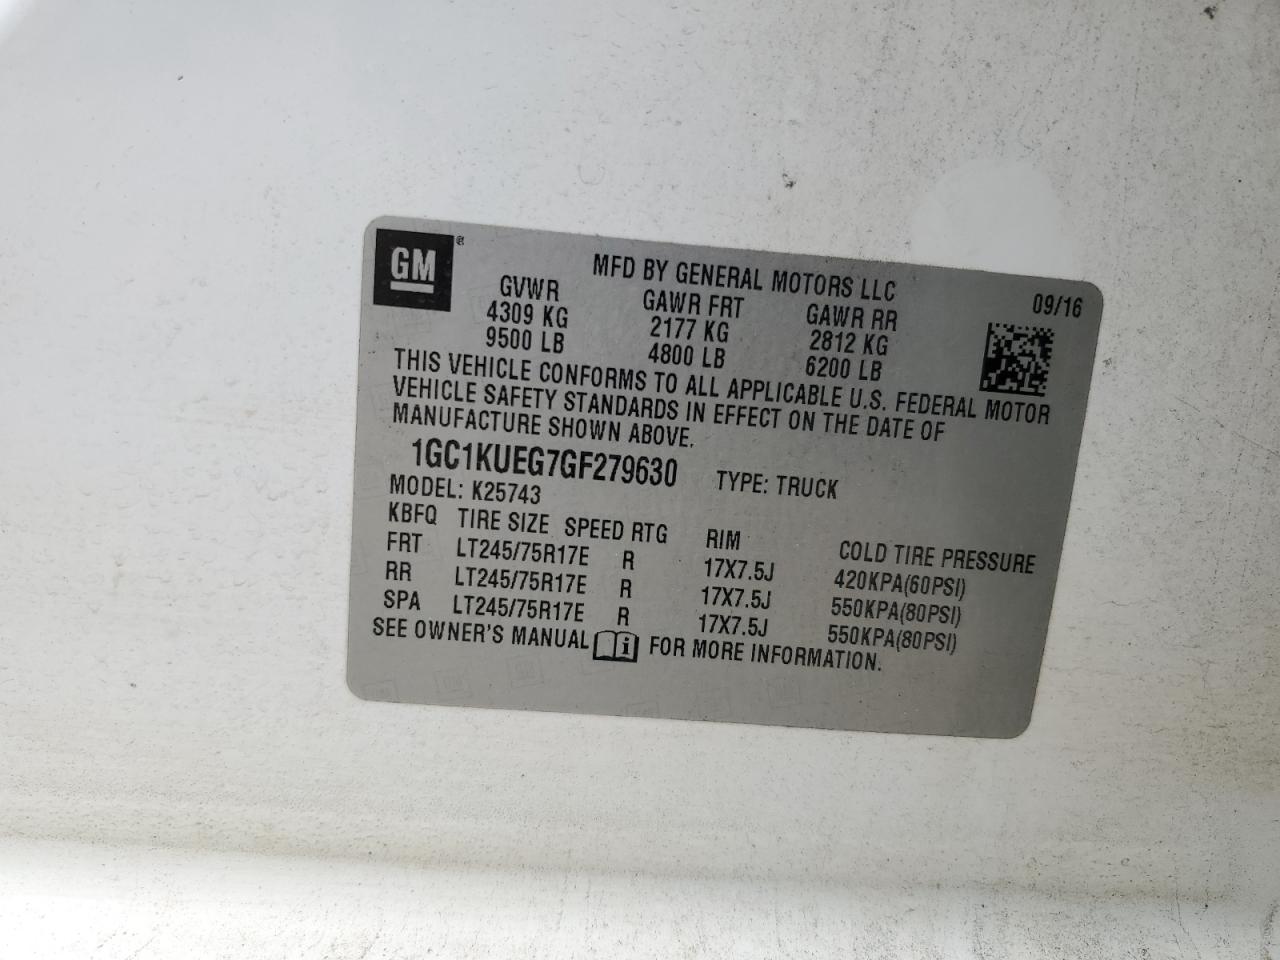 GM ®
MFD BY GENERAL MOTORS LLC
GVWR GAWR FRT GAWR RR 09/16
4309 KG 2177 KG 2812 KG
9500 LB 4800 LB 6200 LB
THIS VEHICLE CONFORMS TO ALL APPLICABLE U.S. FEDERAL MOTOR
VEHICLE SAFETY STANDARDS IN EFFECT ON THE DATE OF
MANUFACTURE SHOWN ABOVE.
1GC1KUEG7GF279630 TYPE: TRUCK
MODEL: K25743
KBFQ TIRE SIZE SPEED RTG RIM COLD TIRE PRESSURE
FRT LT245/75R17E R 17X7.5J 420KPA(60PSI)
RR LT245/75R17E R 17X7.5J 550KPA(80PSI)
SPA LT245/75R17E R 17X7.5J 550KPA(80PSI)
SEE OWNER'S MANUAL i FOR MORE INFORMATION.